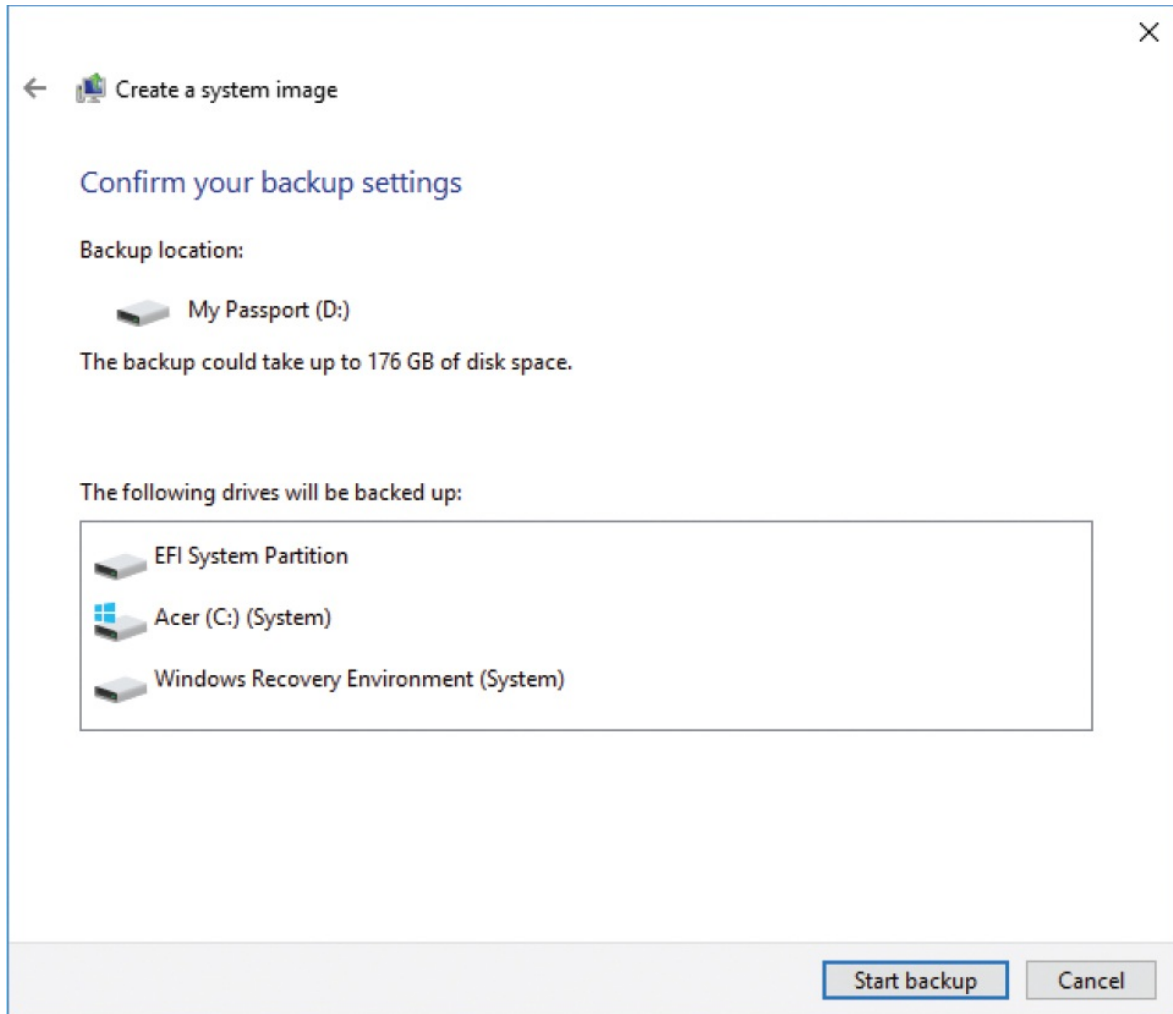 Create a system image
Confirm your backup settings
Backup location:
My Passport (D:)
The backup could take up to 176 GB of disk space.
The following drives will be backed up:
EFI System Partition
Acer (C:) (System)
Windows Recovery Environment (System)
Start backup
Cancel